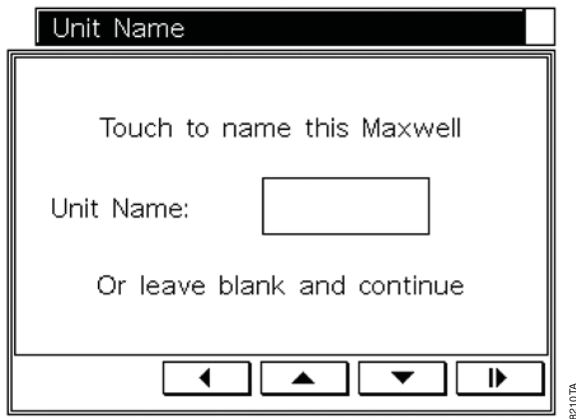 Unit Name
Touch to name this Maxwell
Unit Name:
Or leave blank and continue
8210TA